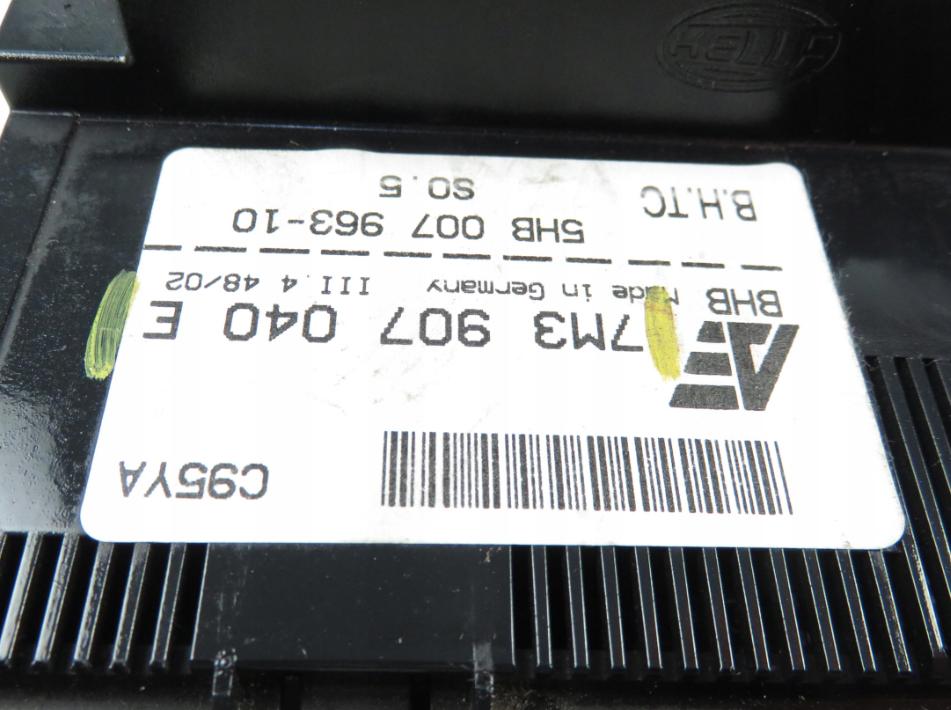 C95YA
7M3 907 040 E
BHB Made in Germany III.4 48/02
5HB 007 963-10
B.H.TC S0.5
HELLA